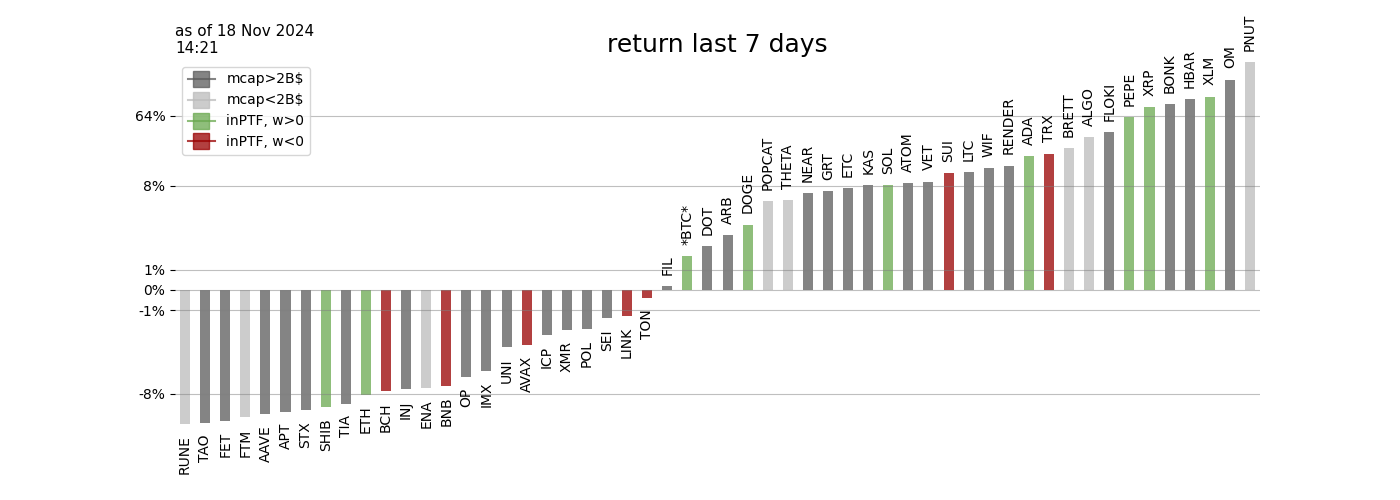 as of 18 Nov 2024
14:21
return last 7 days
mcap>2B$
mcap<2B$
inPTF, w>0
inPTF, w<0
64%
8%
1%
0%
-1%
-8%
RUNE
TAO
FET
FTM
AAVE
APT
STX
SHIB
TIA
ETH
BCH
INJ
ENA
BNB
OP
IMX
UNI
AVAX
ICP
XMR
POL
SEI
LINK
TON
FIL
*BTC*
DOT
ARB
DOGE
POPCAT
THETA
NEAR
GRT
ETC
KAS
SOL
ATOM
VET
SUI
LTC
WIF
RENDER
ADA
TRX
BRETT
ALGO
FLOKI
PEPE
XRP
BONK
HBAR
XLM
OM
PNUT